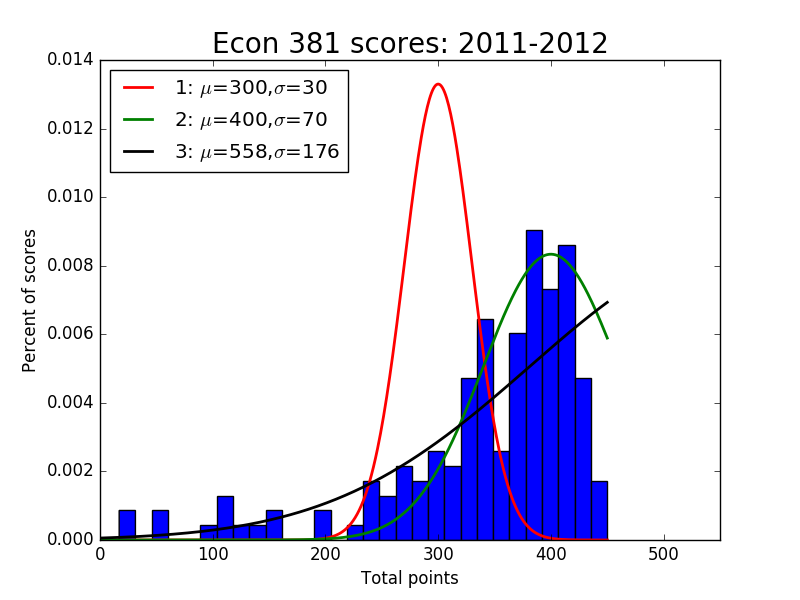 Econ 381 scores: 2011-2012
0.014
0.012
0.010
0.008
0.006
0.004
0.002
0.000
1: μ=300,σ=30
2: μ=400,σ=70
3: μ=558,σ=176
Percent of scores
0 100 200 300 400 500
Total points